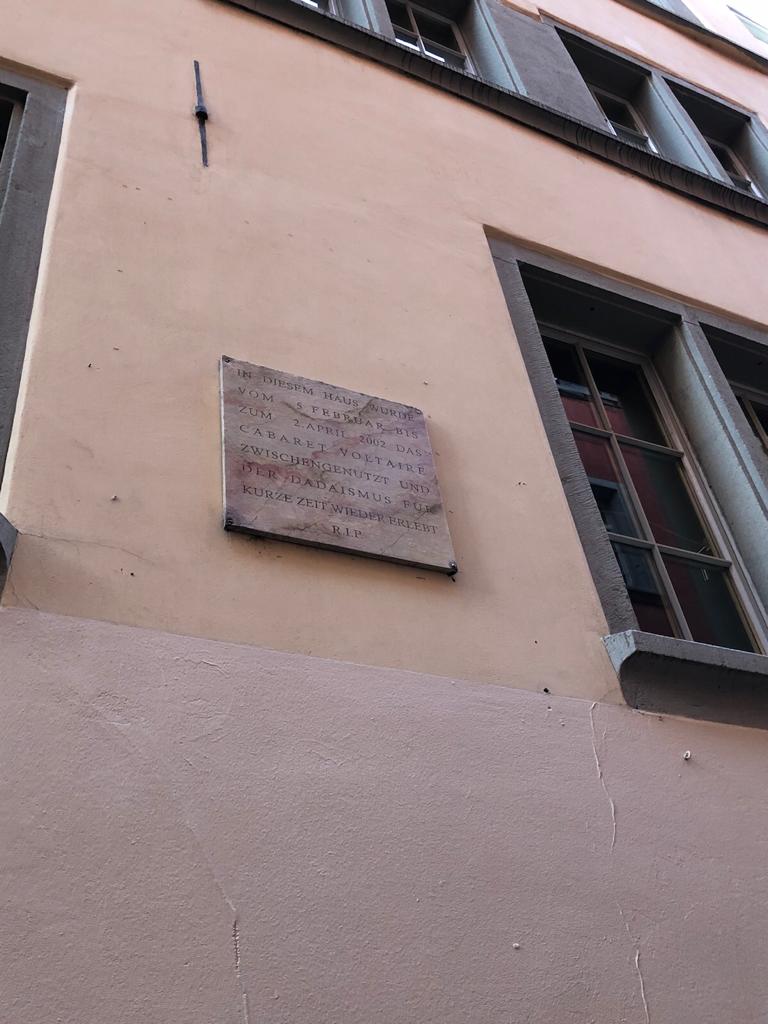 IN DIESEM HAUS WURDE
VOM 5 FEBRUAR BIS
ZUM 2.APRIL 2002 DAS
CABARET VOLTAIRE
ZWISCHENGENUTZT UND
DER DADAISMUS FÜR
KURZE ZEIT WIEDER ERLEBT
R.I.P